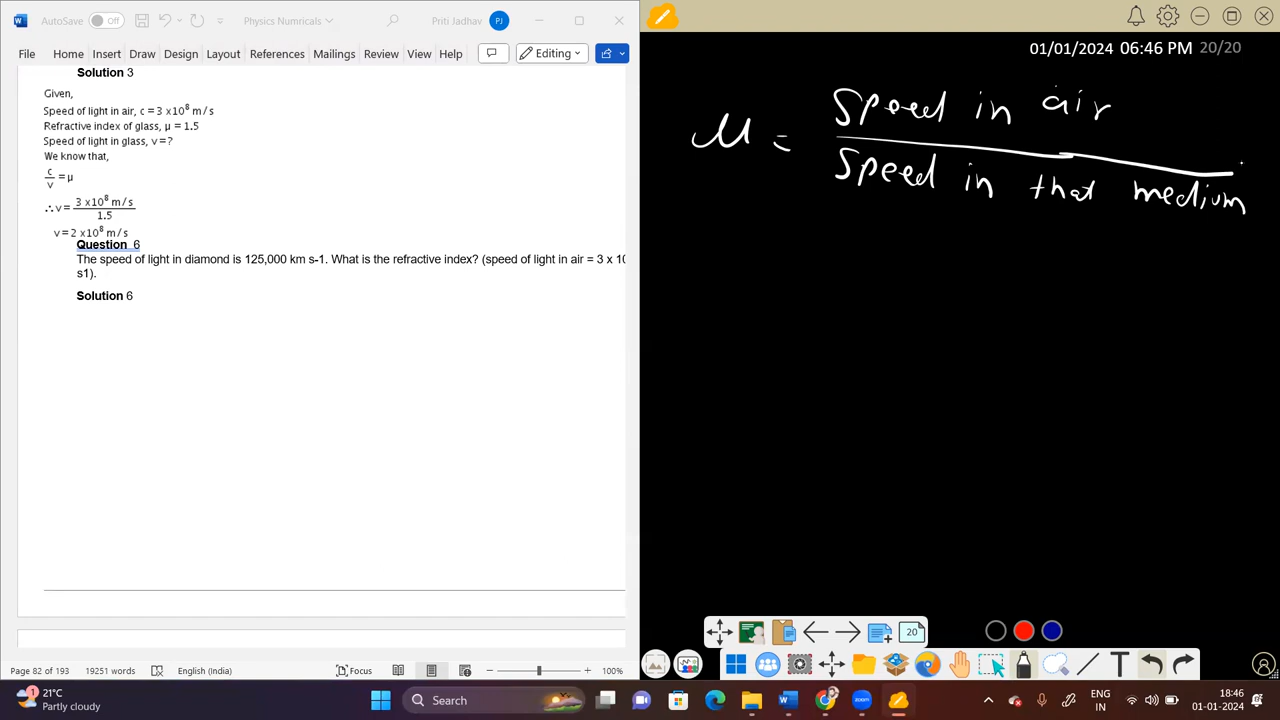 AutoSave Off Physics Numricals Priti Jadhav PJ
File Home Insert Draw Design Layout References Mailings Review View Help Editing
Solution 3
Given,
Speed of light in air, c = 3 x10⁸ m/s
Refractive index of glass, µ = 1.5
Speed of light in glass, v = ?
We know that,
c/v = µ
∴ v = 3 x10⁸ m/s / 1.5
v = 2 x10⁸ m/s
Question 6
The speed of light in diamond is 125,000 km s-1. What is the refractive index? (speed of light in air = 3 x 10
s1).
Solution 6
Page 52 of 193 29251 words English (India) Focus 100%
01/01/2024 06:46 PM 20/20
µ = Speed in air
Speed in that medium
20
21°C
Partly cloudy
1
Search
zoom
ENG
IN
18:46
01-01-2024